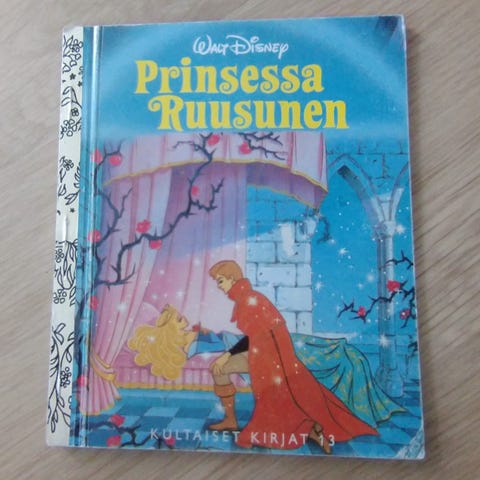 WALT DISNEY
Prinsessa
Ruusunen
KULTAISET KIRJAT 13